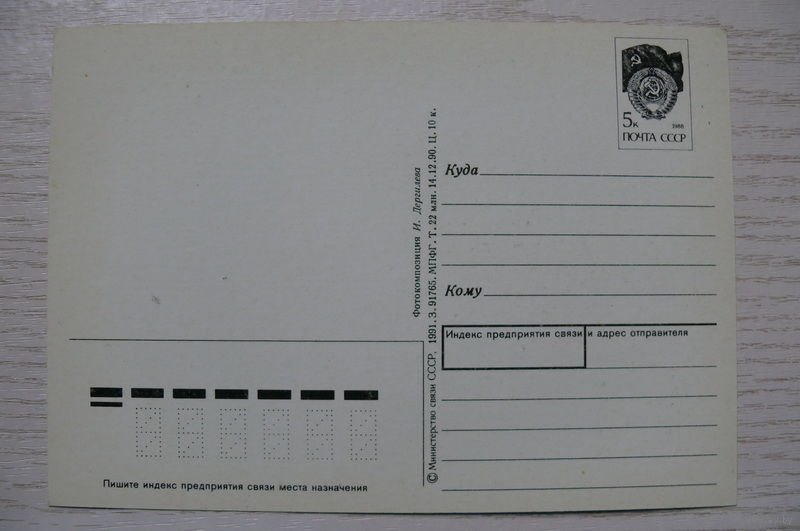 5к 1988
ПОЧТА СССР
Куда
Кому
Индекс предприятия связи и адрес отправителя
Фотокомпозиция И. Дергилева
© Министерство связи СССР, 1991. З. 91765. МПФГ. Т. 22 млн. 14.12.90. Ц. 10 к.
Пишите индекс предприятия связи места назначения